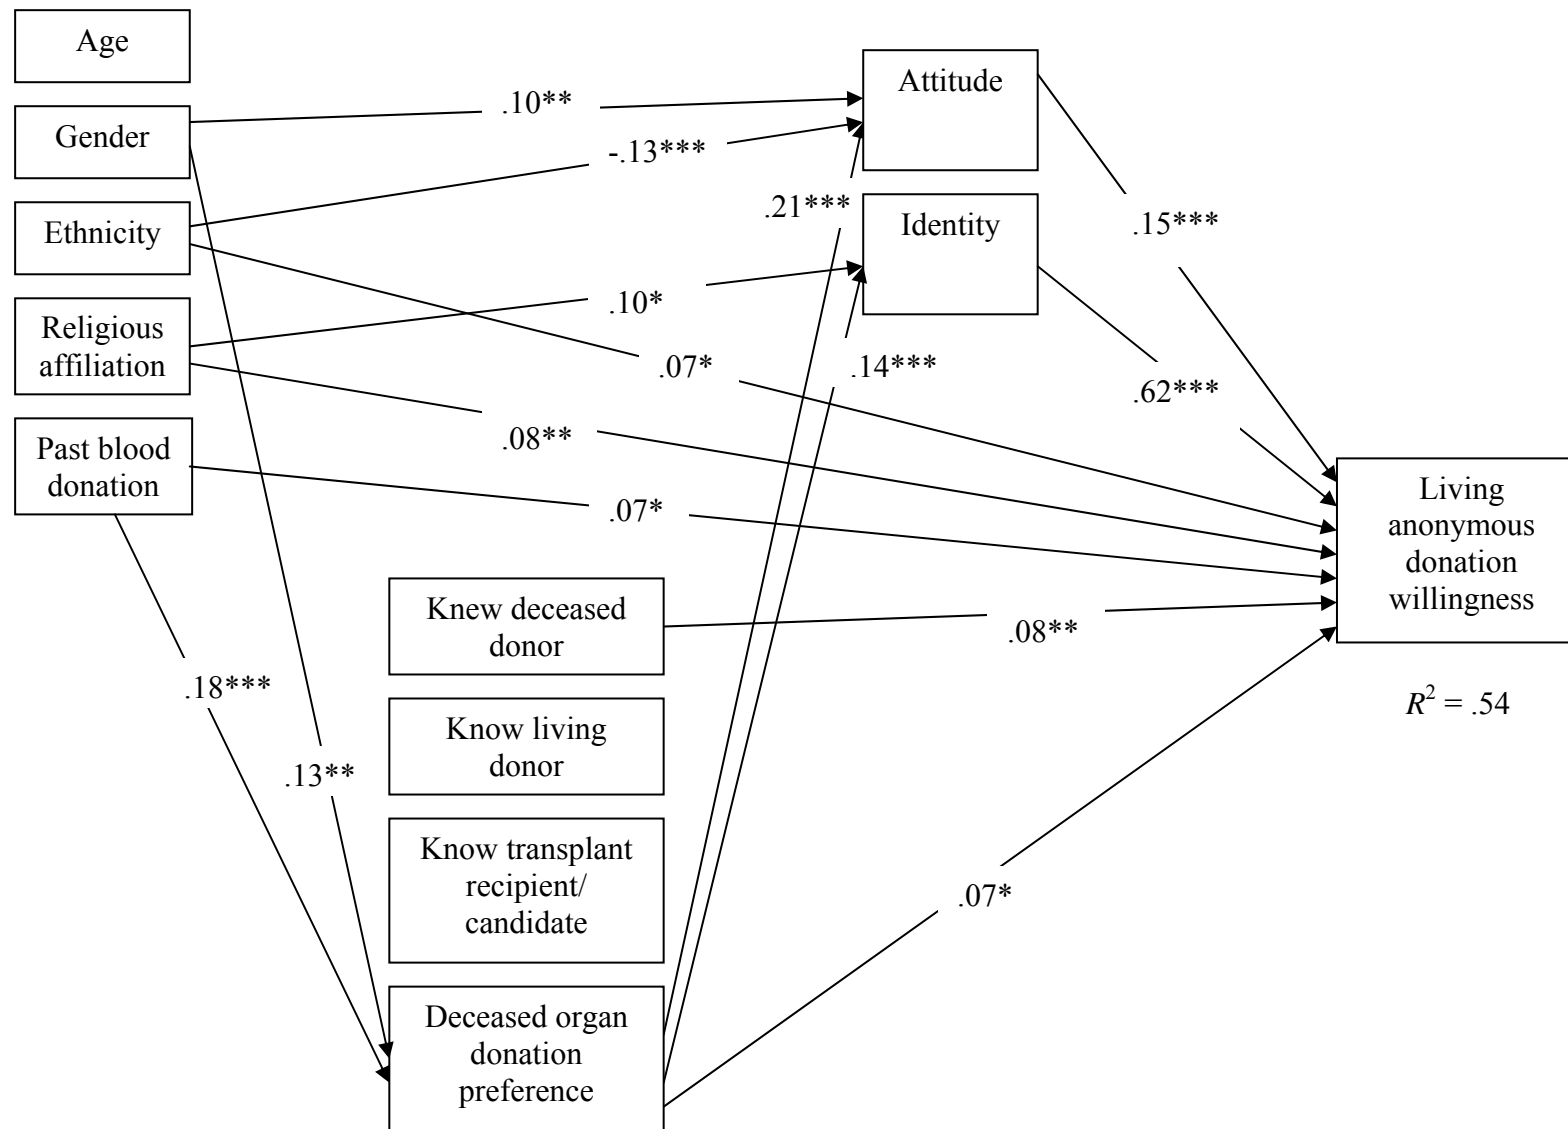 Age
Gender
Ethnicity
Religious
affiliation
Past blood
donation
.10**
-.13***
.21***
.10*
.14***
.07*
.08**
.07*
.18***
.13**
Attitude
Identity
.15***
.62***
Knew deceased
donor
Know living
donor
Know transplant
recipient/
candidate
Deceased organ
donation
preference
.08**
.07*
Living
anonymous
donation
willingness
R² = .54